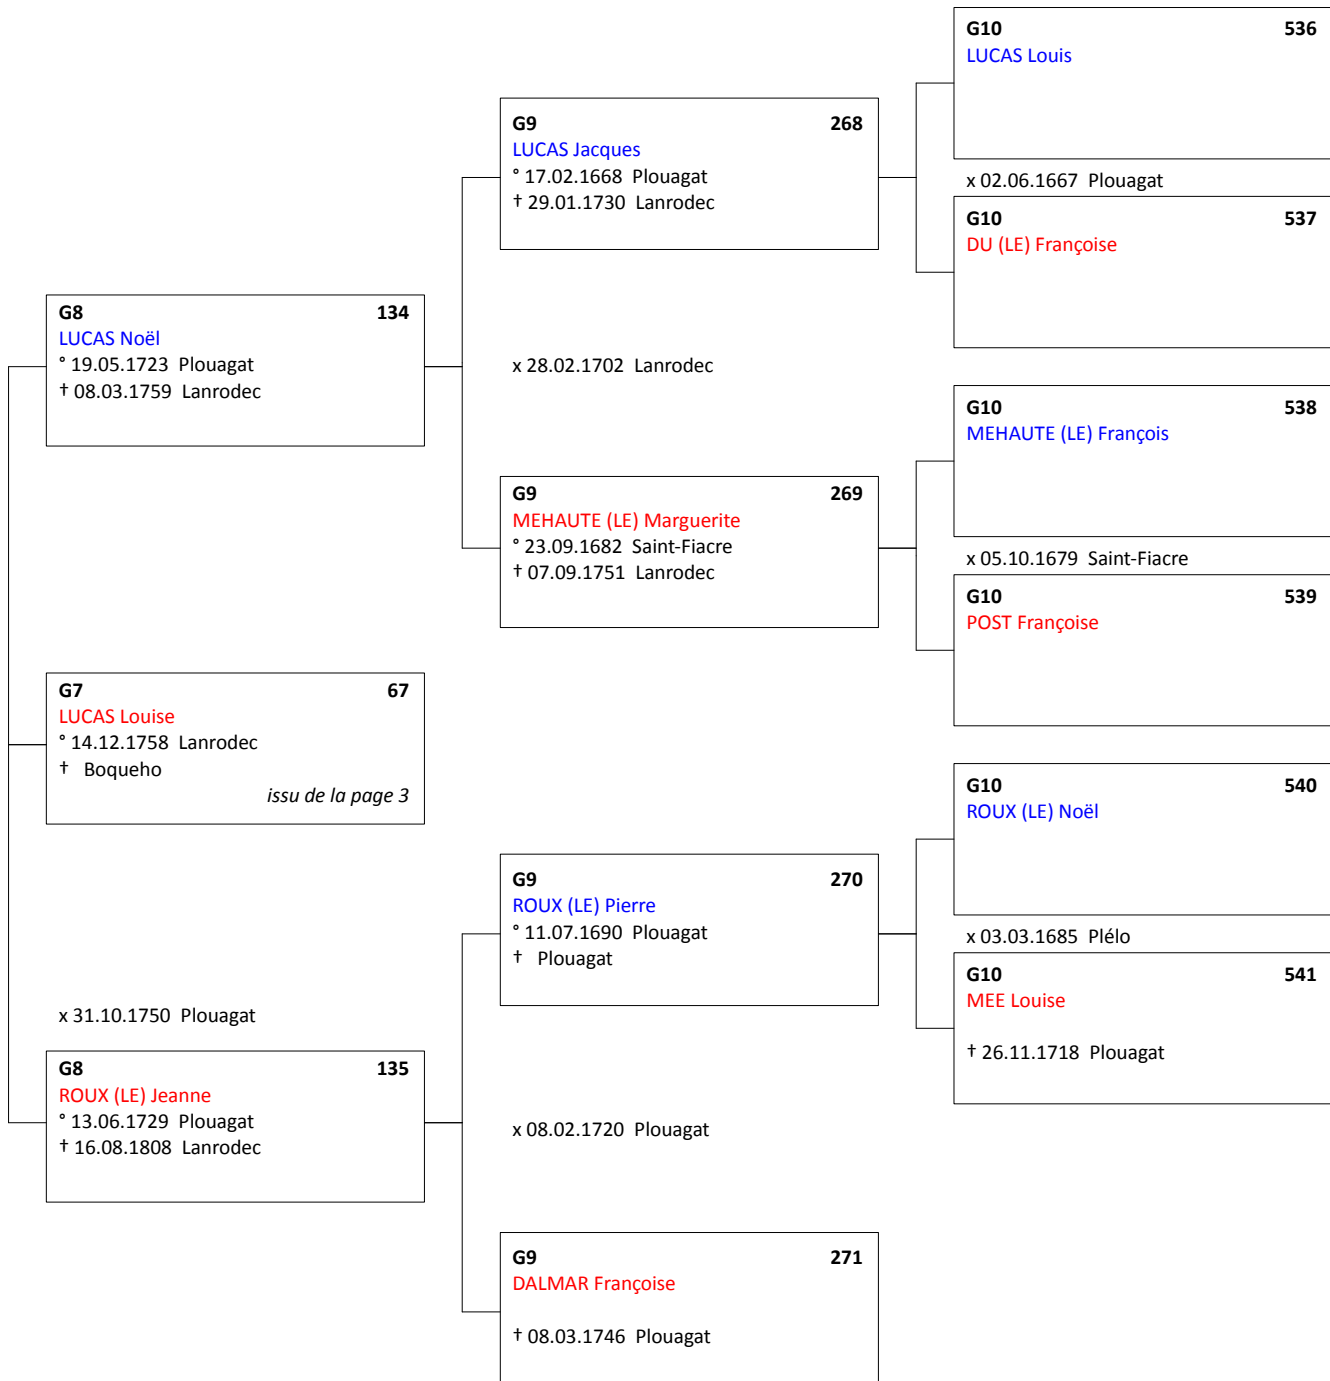 G10 536
LUCAS Louis
G9 268
LUCAS Jacques
° 17.02.1668 Plouagat
† 29.01.1730 Lanrodec
x 02.06.1667 Plouagat
G10 537
DU (LE) Françoise
G8 134
LUCAS Noël
° 19.05.1723 Plouagat
† 08.03.1759 Lanrodec
x 28.02.1702 Lanrodec
G10 538
MEHAUTE (LE) François
G9 269
MEHAUTE (LE) Marguerite
° 23.09.1682 Saint-Fiacre
† 07.09.1751 Lanrodec
x 05.10.1679 Saint-Fiacre
G10 539
POST Françoise
G7 67
LUCAS Louise
° 14.12.1758 Lanrodec
† Boqueho
issu de la page 3
G10 540
ROUX (LE) Noël
G9 270
ROUX (LE) Pierre
° 11.07.1690 Plouagat
† Plouagat
x 03.03.1685 Plélo
G10 541
MEE Louise
† 26.11.1718 Plouagat
x 31.10.1750 Plouagat
G8 135
ROUX (LE) Jeanne
° 13.06.1729 Plouagat
† 16.08.1808 Lanrodec
x 08.02.1720 Plouagat
G9 271
DALMAR Françoise
† 08.03.1746 Plouagat